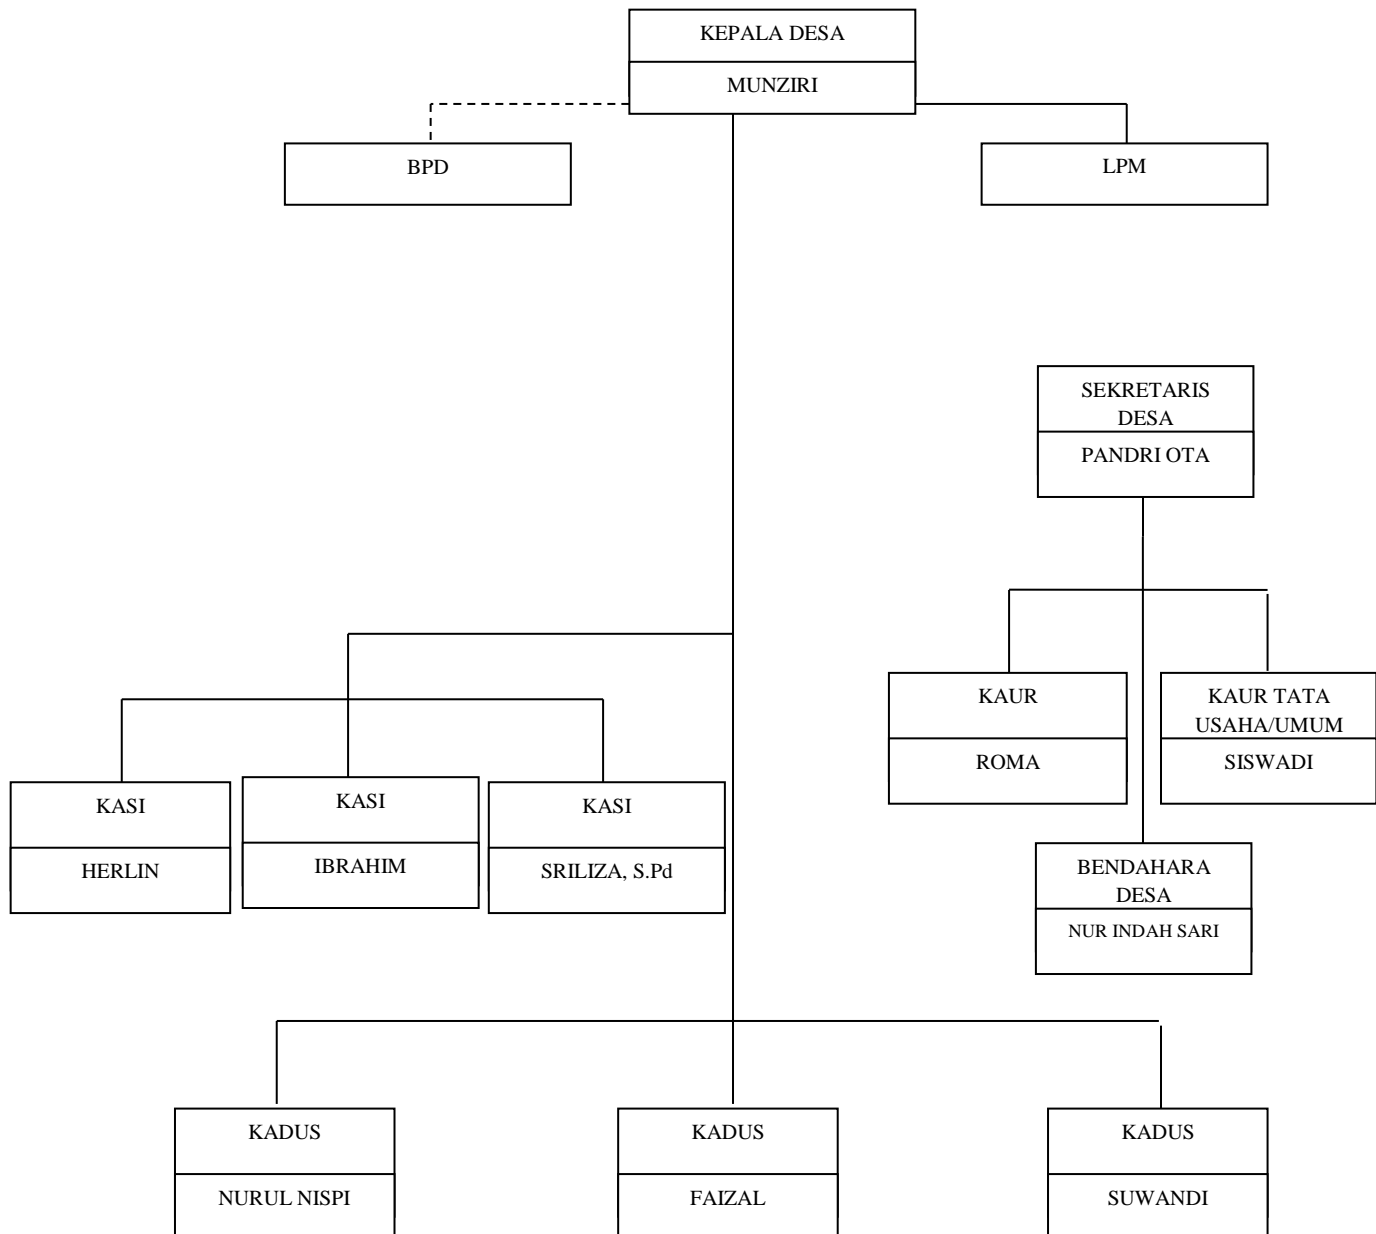 KEPALA DESA
MUNZIRI
BPD
LPM
SEKRETARIS
DESA
PANDRI OTA
KAUR
ROMA
KAUR TATA
USAHA/UMUM
SISWADI
KASI
HERLIN
KASI
IBRAHIM
KASI
SRILIZA, S.Pd
BENDAHARA
DESA
NUR INDAH SARI
KADUS
NURUL NISPI
KADUS
FAIZAL
KADUS
SUWANDI